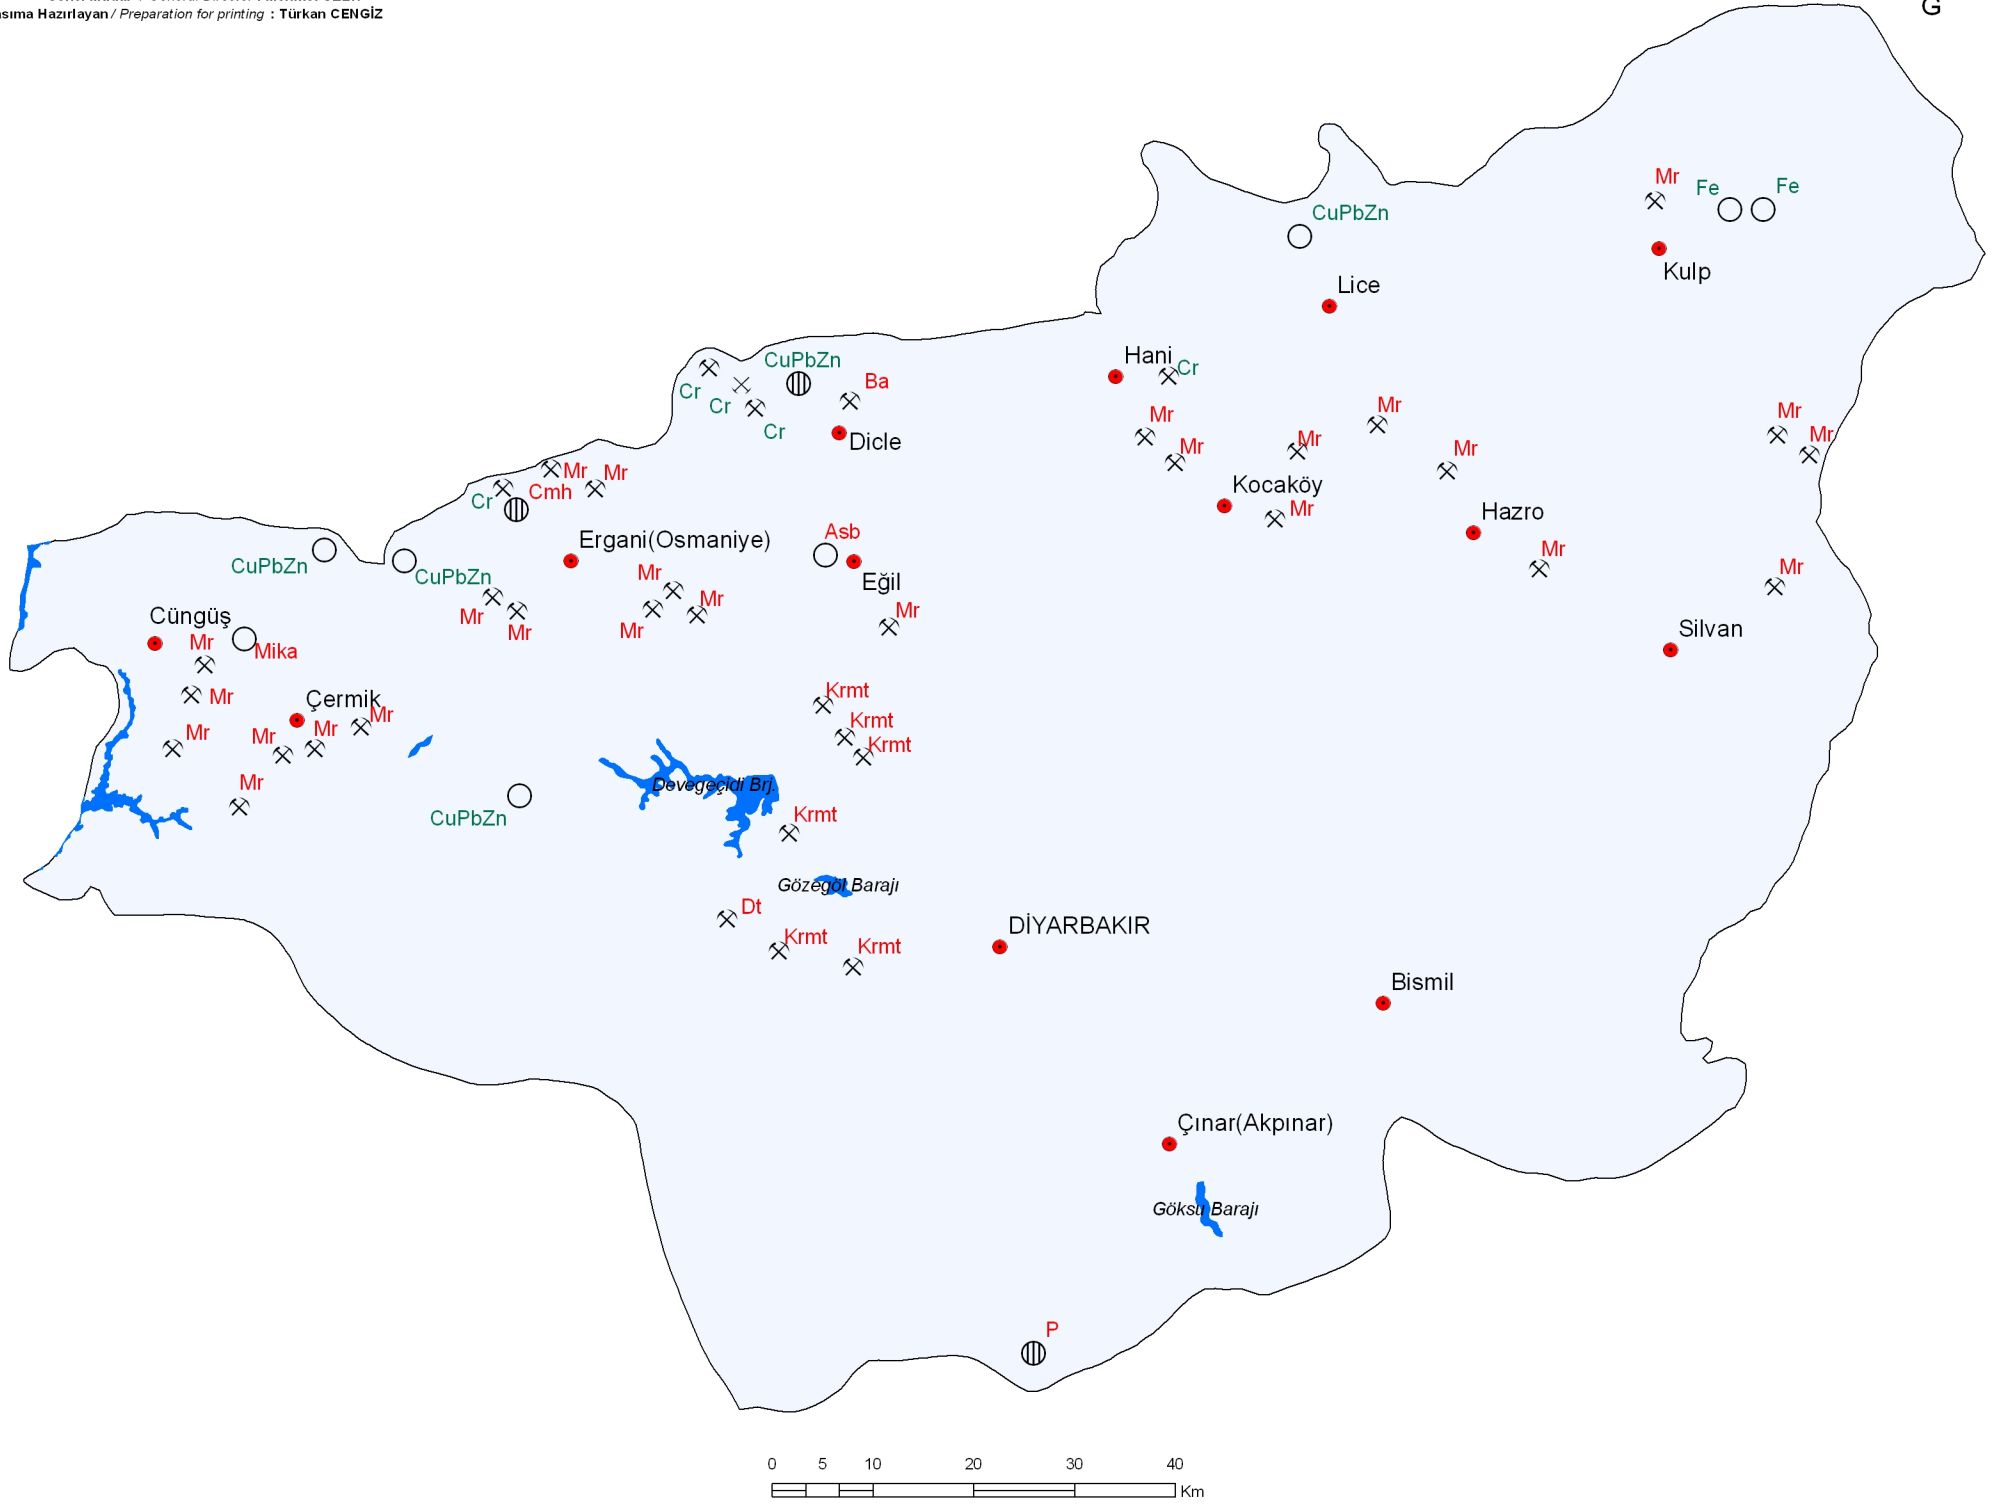 Basıma Hazırlayan / Preparation for printing : Türkan CENGİZ
G
Mr
Fe
Fe
CuPbZn
Kulp
Lice
Hani
Cr
CuPbZn
Ba
Cr
Cr
Cr
Dicle
Mr
Mr
Mr
Mr
Mr
Mr
Mr
Mr
Mr
Cmh
Cr
Kocaköy
Mr
Hazro
Ergani(Osmaniye)
Asb
Mr
CuPbZn
CuPbZn
Mr
Eğil
Mr
Mr
Mr
Mr
Mr
Mr
Cüngüş
Mr
Mika
Silvan
Mr
Çermik
Mr
Mr
Mr
Mr
Mr
Krmt
Krmt
Krmt
Devegeçidi Brj.
CuPbZn
Krmt
Gözegöl Barajı
Dt
Krmt
Krmt
DİYARBAKIR
Bismil
Çınar(Akpınar)
Göksu Barajı
P
0 5 10 20 30 40
Km